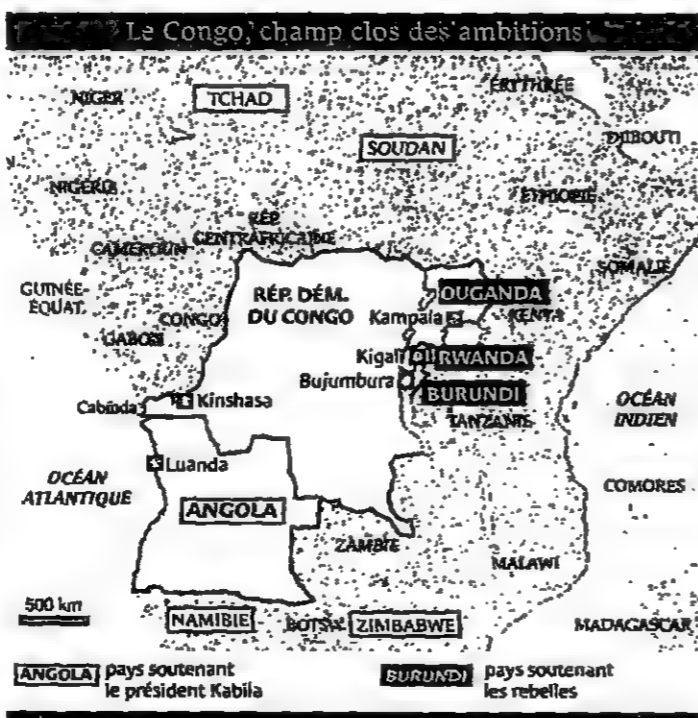 Le Congo, champ clos des ambitions
NIGER
TCHAD
ÉRYTHRÉE
SOUDAN
DJIBOUTI
NIGÉRIA
ÉTHIOPIE
RÉP.
CENTRAFRICAINE
CAMEROUN
SOMALIE
GUINÉE-
ÉQUAT.
RÉP. DÉM.
DU CONGO
OUGANDA
CONGO
Kampala
KENYA
GABON
Kigali
RWANDA
Bujumbura
BURUNDI
Cabinda
Kinshasa
TANZANIE
OCÉAN
INDIEN
Luanda
OCÉAN
ATLANTIQUE
COMORES
ANGOLA
ZAMBIE
MALAWI
500 km
NAMIBIE
BOTSW.
ZIMBABWE
MADAGASCAR
ANGOLA pays soutenant
le président Kabila
BURUNDI pays soutenant
les rebelles